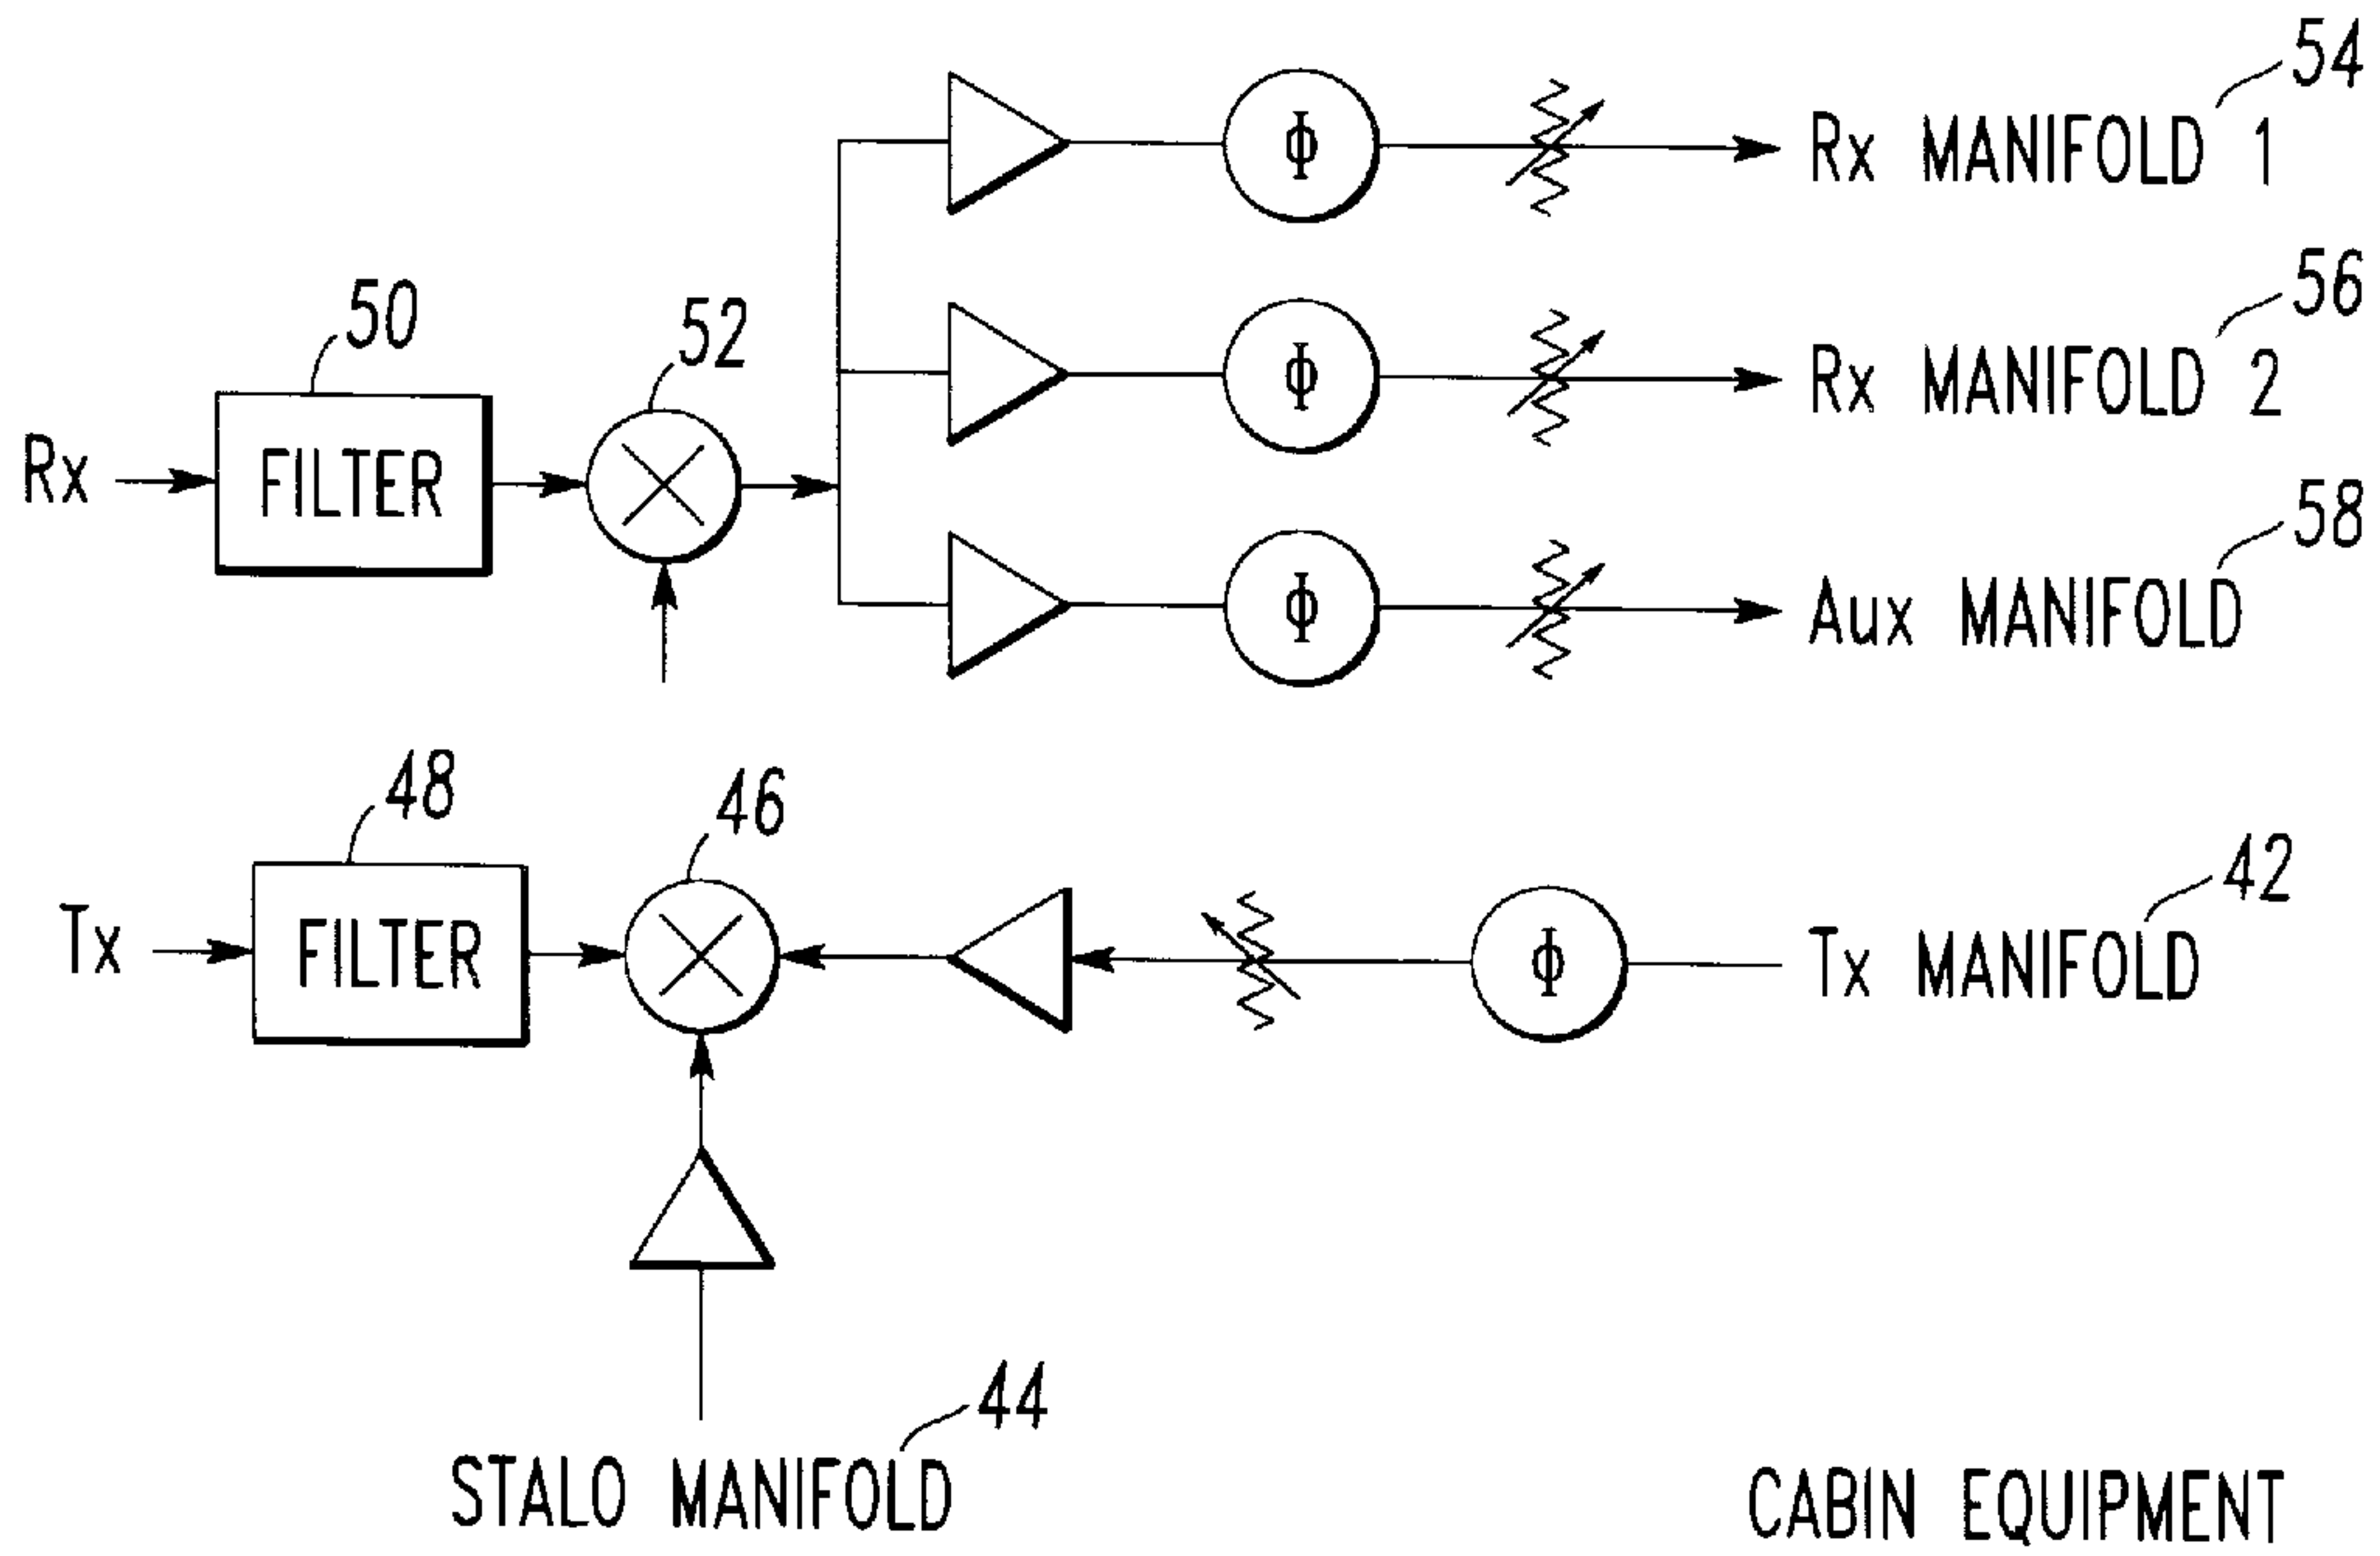 54
Φ
Rx MANIFOLD 1
56
50
52
Φ
Rx MANIFOLD 2
Rx
FILTER
58
Φ
Aux MANIFOLD
48
46
42
Tx
FILTER
Φ
Tx MANIFOLD
44
STALO MANIFOLD
CABIN EQUIPMENT